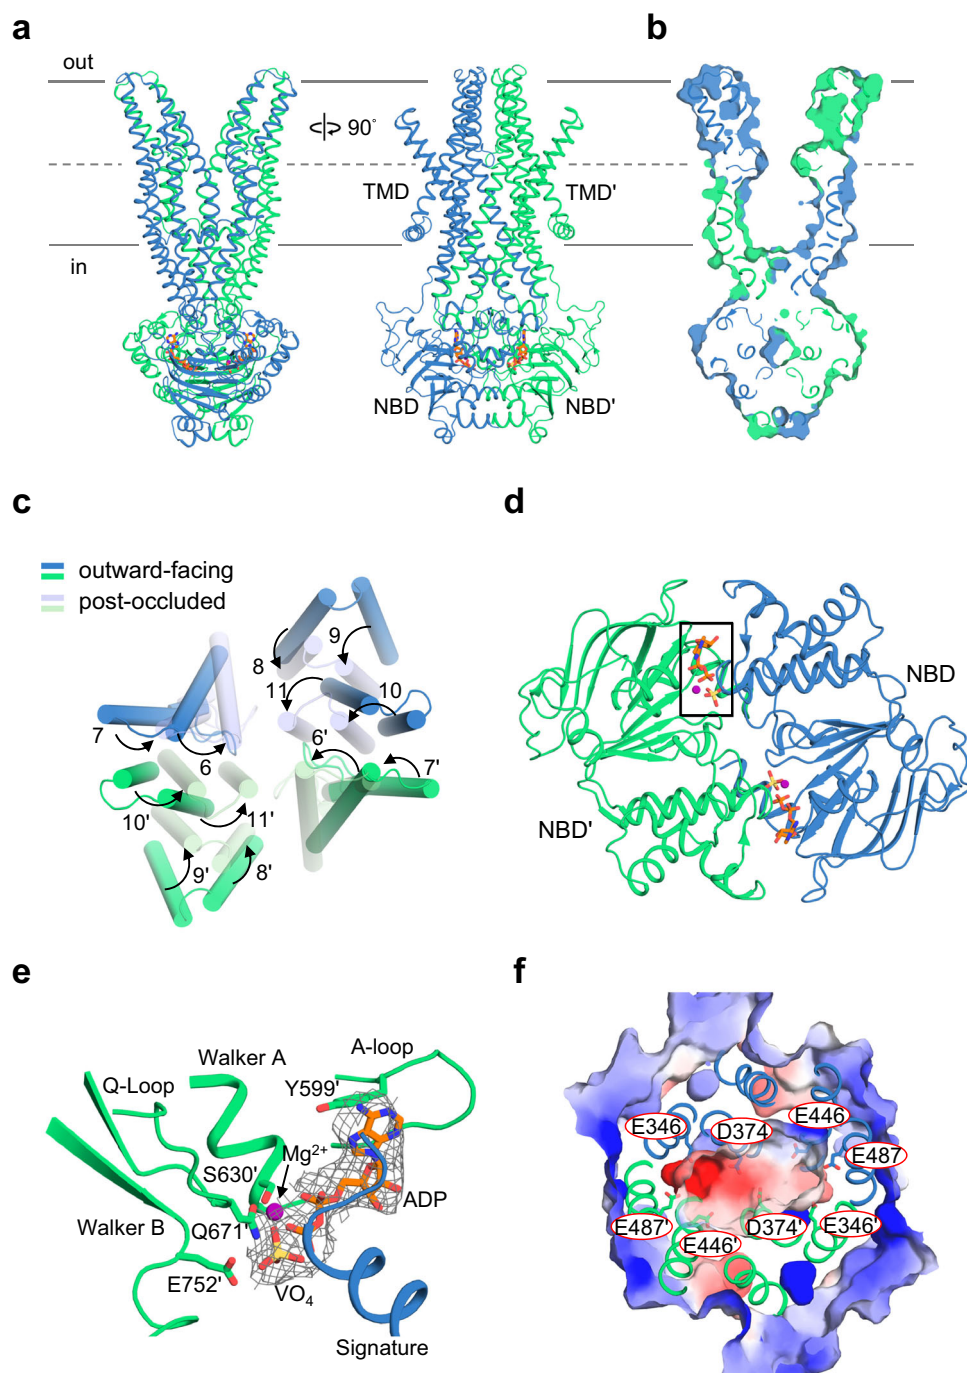 a
b
out
90°
TMD
TMD'
in
NBD
NBD'
c
d
outward-facing
post-occluded
9
8
11
10
7
6
6'
7'
10'
11'
9'
8'
NBD
NBD'
e
f
Walker A
A-loop
Q-Loop
Y599'
Mg²⁺
S630'
ADP
Q671'
Walker B
E752'
VO₄
Signature
E346
D374
E446
E487
E487'
E446'
D374'
E346'